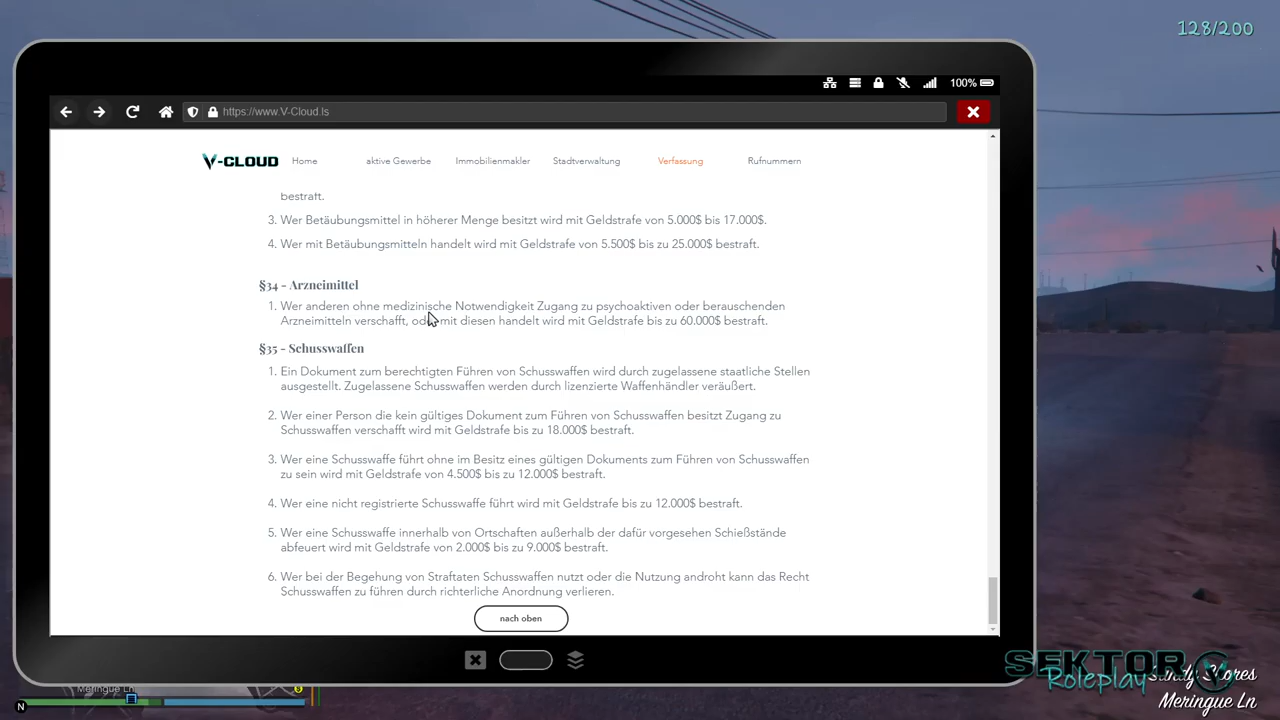 128/200
100%
https://www.V-Cloud.ls
V-CLOUD Home aktive Gewerbe Immobilienmakler Stadtverwaltung Verfassung Rufnummern
bestraft.
3. Wer Betäubungsmittel in höherer Menge besitzt wird mit Geldstrafe von 5.000$ bis 17.000$.
4. Wer mit Betäubungsmitteln handelt wird mit Geldstrafe von 5.500$ bis zu 25.000$ bestraft.
§34 - Arzneimittel
1. Wer anderen ohne medizinische Notwendigkeit Zugang zu psychoaktiven oder berauschenden
Arzneimitteln verschafft, oder mit diesen handelt wird mit Geldstrafe bis zu 60.000$ bestraft.
§35 - Schusswaffen
1. Ein Dokument zum berechtigten Führen von Schusswaffen wird durch zugelassene staatliche Stellen
ausgestellt. Zugelassene Schusswaffen werden durch lizenzierte Waffenhändler veräußert.
2. Wer einer Person die kein gültiges Dokument zum Führen von Schusswaffen besitzt Zugang zu
Schusswaffen verschafft wird mit Geldstrafe bis zu 18.000$ bestraft.
3. Wer eine Schusswaffe führt ohne im Besitz eines gültigen Dokuments zum Führen von Schusswaffen
zu sein wird mit Geldstrafe von 4.500$ bis zu 12.000$ bestraft.
4. Wer eine nicht registrierte Schusswaffe führt wird mit Geldstrafe bis zu 12.000$ bestraft.
5. Wer eine Schusswaffe innerhalb von Ortschaften außerhalb der dafür vorgesehen Schießstände
abfeuert wird mit Geldstrafe von 2.000$ bis zu 9.000$ bestraft.
6. Wer bei der Begehung von Straftaten Schusswaffen nutzt oder die Nutzung androht kann das Recht
Schusswaffen zu führen durch richterliche Anordnung verlieren.
nach oben
SEKTOR
Roleplay
Sandy Shores
Meringue Ln
Meringue Ln
N